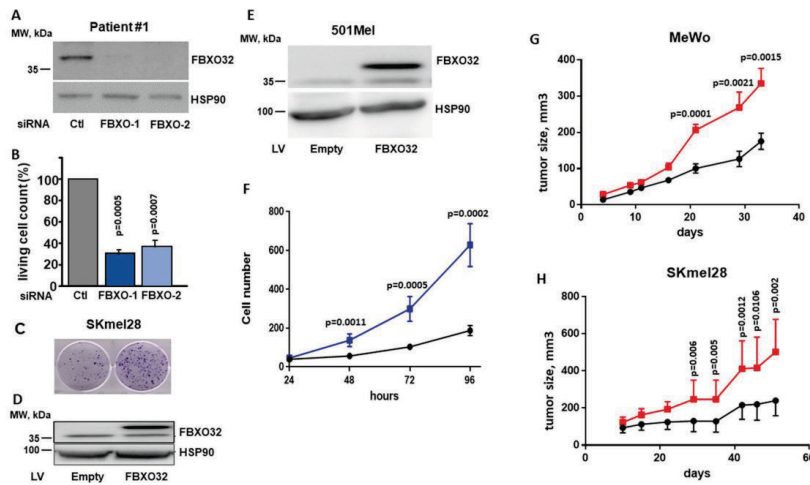 A
Patient #1
MW, kDa
FBXO32
35
HSP90
siRNA Ctl FBXO-1 FBXO-2
B
living cell count(%)
100
80
60
40
20
0
p=0.0005
p=0.0007
siRNA Ctl FBXO-1 FBXO-2
C
SKmel28
D
MW, kDa
FBXO32
35
100
HSP90
LV Empty FBXO32
E
501Mel
MW, kDa
FBXO32
35
100
HSP90
LV Empty FBXO32
F
Cell number
800
600
400
200
0
p=0.0011
p=0.0005
p=0.0002
24 48 72 96
hours
G
MeWo
tumor size, mm3
400
300
200
100
0
p=0.0001
p=0.0021
p=0.0015
0 10 20 30 40
days
H
SKmel28
tumor size, mm3
800
600
400
200
0
p=0.006
p=0.005
p=0.0012
p=0.0106
p=0.002
0 20 40 60
days